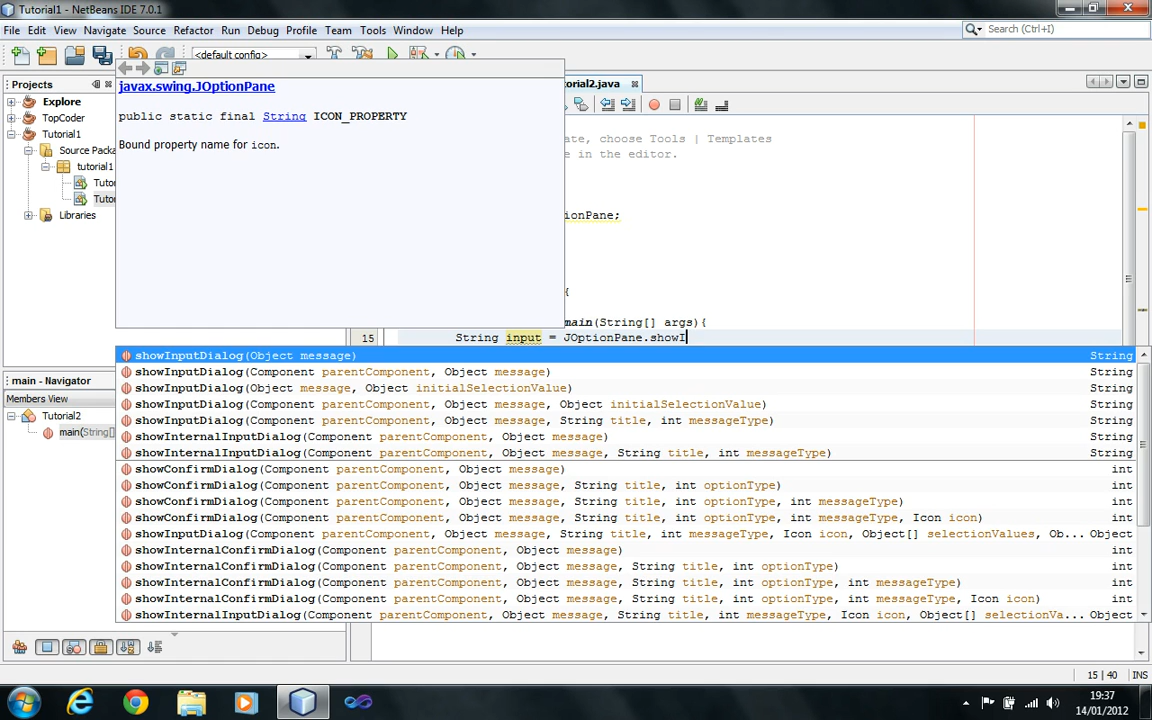 Tutorial1 - NetBeans IDE 7.0.1
File Edit View Navigate Source Refactor Run Debug Profile Team Tools Window Help
Search (Ctrl+I)
<default config>
Projects
torial2.java
Explore
TopCoder
Tutorial1
Source Packa
tutorial1
Tuto
Tuto
Libraries
javax.swing.JOptionPane
public static final String ICON_PROPERTY
Bound property name for icon.
ate, choose Tools | Templates
e in the editor.
ionPane;
{
main(String[] args){
15 String input = JOptionPane.showI
showInputDialog(Object message) String
showInputDialog(Component parentComponent, Object message) String
showInputDialog(Object message, Object initialSelectionValue) String
showInputDialog(Component parentComponent, Object message, Object initialSelectionValue) String
showInputDialog(Component parentComponent, Object message, String title, int messageType) String
showInternalInputDialog(Component parentComponent, Object message) String
showInternalInputDialog(Component parentComponent, Object message, String title, int messageType) String
showConfirmDialog(Component parentComponent, Object message) int
showConfirmDialog(Component parentComponent, Object message, String title, int optionType) int
showConfirmDialog(Component parentComponent, Object message, String title, int optionType, int messageType) int
showConfirmDialog(Component parentComponent, Object message, String title, int optionType, int messageType, Icon icon) int
showInputDialog(Component parentComponent, Object message, String title, int messageType, Icon icon, Object[] selectionValues, Ob... Object
showInternalConfirmDialog(Component parentComponent, Object message) int
showInternalConfirmDialog(Component parentComponent, Object message, String title, int optionType) int
showInternalConfirmDialog(Component parentComponent, Object message, String title, int optionType, int messageType) int
showInternalConfirmDialog(Component parentComponent, Object message, String title, int optionType, int messageType, Icon icon) int
showInternalInputDialog(Component parentComponent, Object message, String title, int messageType, Icon icon, Object[] selectionVa... Object
main - Navigator
Members View
Tutorial2
main(String[]
15 | 40 INS
19:37
14/01/2012